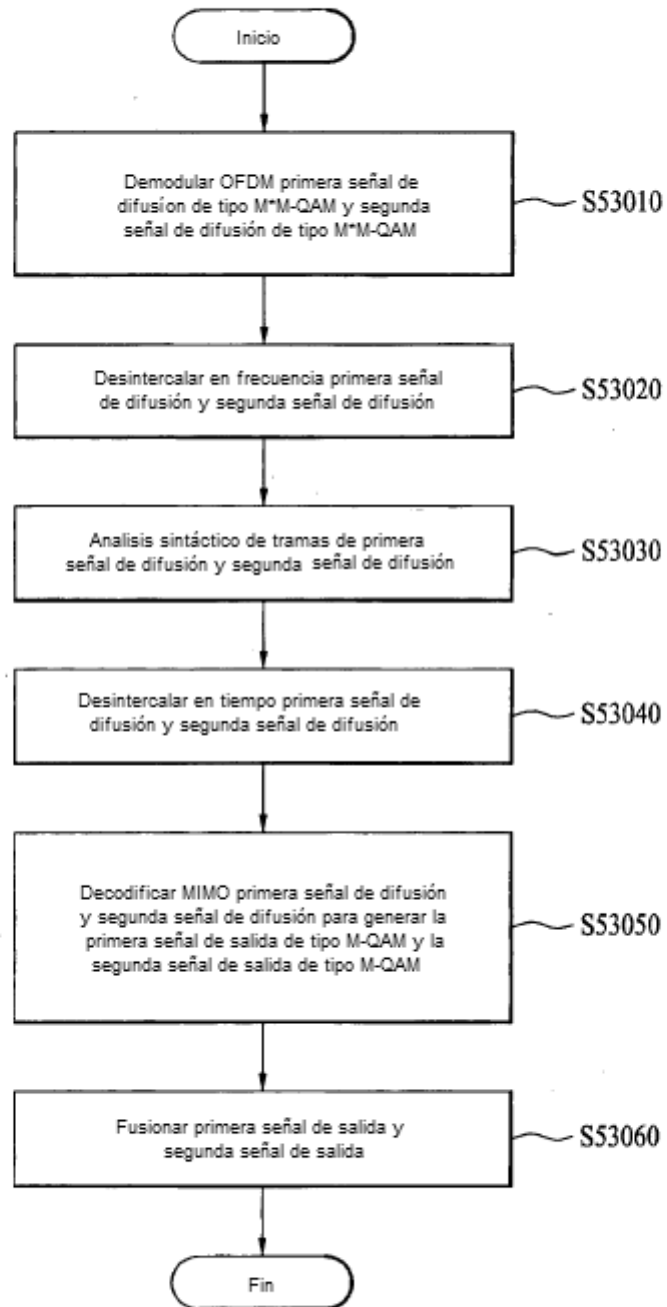 Inicio
Demodular OFDM primera señal de
difusíon de tipo M*M-QAM y segunda
señal de difusión de tipo M*M-QAM
S53010
Desintercalar en frecuencia primera señal
de difusión y segunda señal de difusión
S53020
Analisis sintáctico de tramas de primera
señal de difusión y segunda señal de difusión
S53030
Desintercalar en tiempo primera señal de
difusión y segunda señal de difusión
S53040
Decodificar MIMO primera señal de difusión
y segunda señal de difusión para generar la
primera señal de salida de tipo M-QAM y la
segunda señal de salida de tipo M-QAM
S53050
Fusionar primera señal de salida y
segunda señal de salida
S53060
Fin